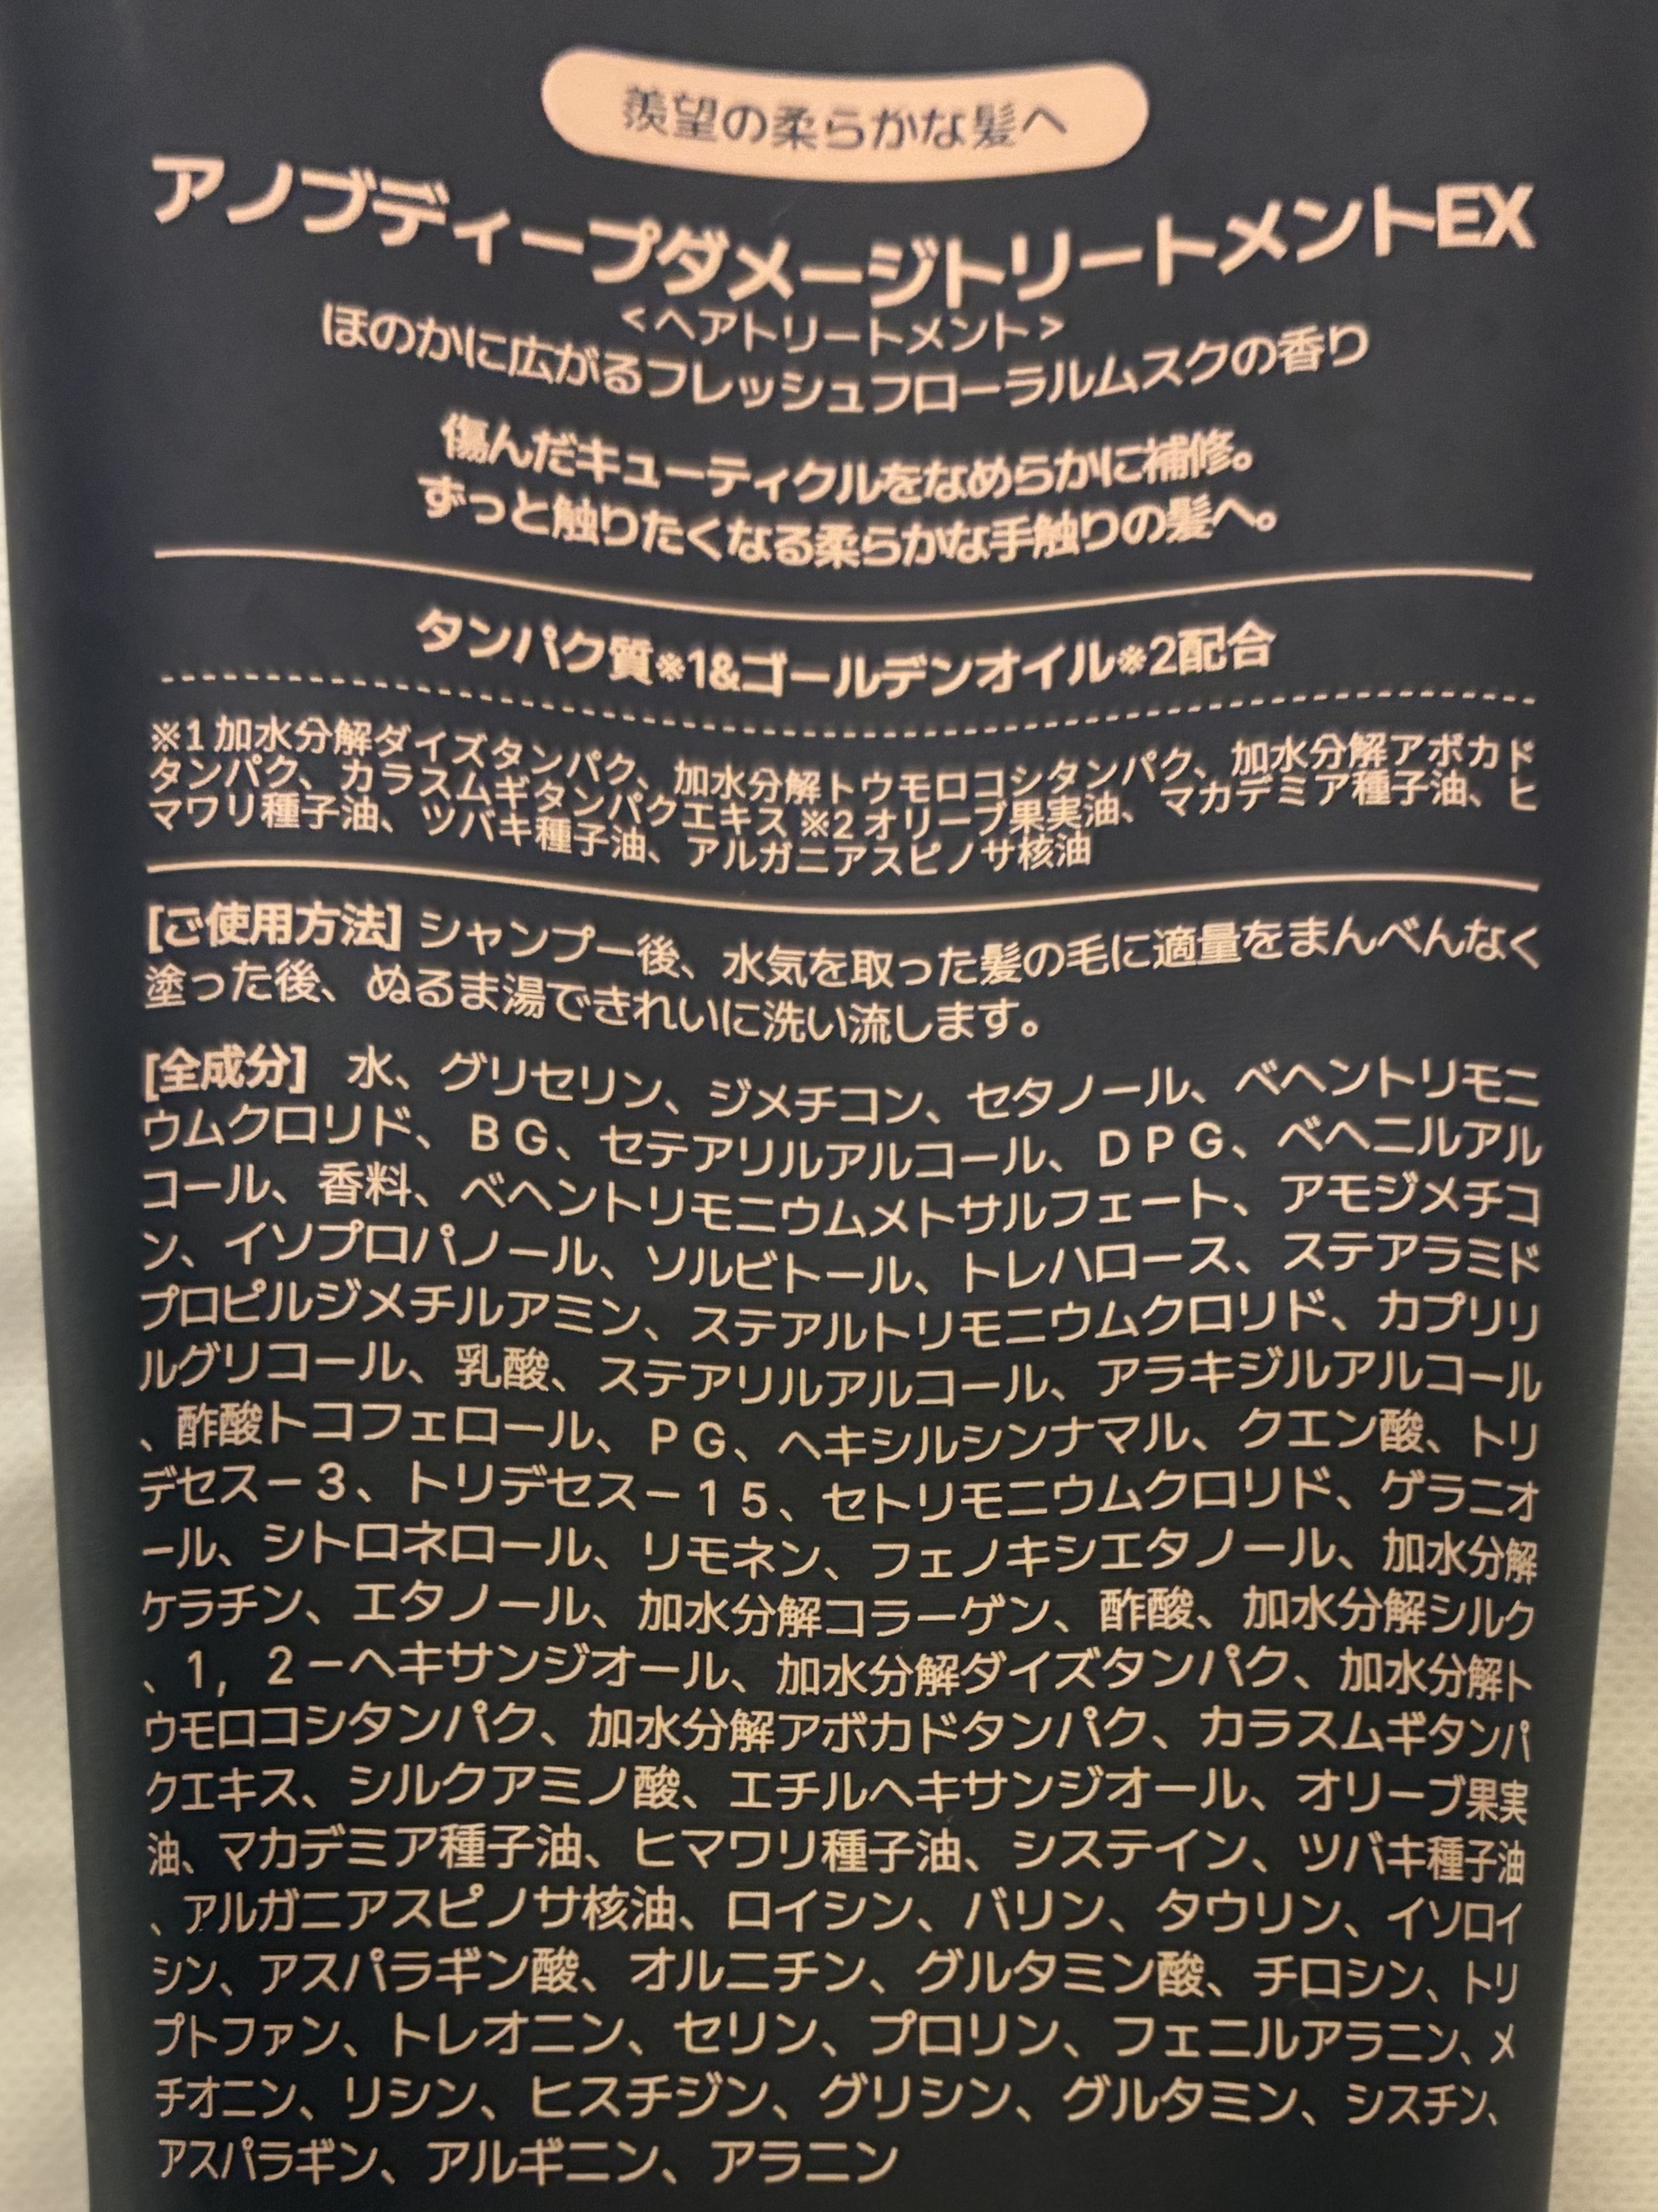 羨望の柔らかな髪へ
アノブディープダメージトリートメントEX
<ヘアトリートメント>
ほのかに広がるフレッシュフローラルムスクの香り
傷んだキューティクルをなめらかに補修。
ずっと触りたくなる柔らかな手触りの髪へ。
タンパク質※1&ゴールデンオイル※2配合
※1 加水分解ダイズタンパク、加水分解トウモロコシタンパク、加水分解アボカド
タンパク、カラスムギタンパクエキス ※2 オリーブ果実油、マカデミア種子油、ヒ
マワリ種子油、ツバキ種子油、アルガニアスピノサ核油
[ご使用方法] シャンプー後、水気を取った髪の毛に適量をまんべんなく
塗った後、ぬるま湯できれいに洗い流します。
[全成分] 水、グリセリン、ジメチコン、セタノール、ベヘントリモニ
ウムクロリド、BG、セテアリルアルコール、DPG、ベヘニルアル
コール、香料、ベヘントリモニウムメトサルフェート、アモジメチコ
ン、イソプロパノール、ソルビトール、トレハロース、ステアラミド
プロピルジメチルアミン、ステアルトリモニウムクロリド、カプリリ
ルグリコール、乳酸、ステアリルアルコール、アラキジルアルコール
、酢酸トコフェロール、PG、ヘキシルシンナマル、クエン酸、トリ
デセスー3、トリデセスー15、セトリモニウムクロリド、ゲラニオ
ール、シトロネロール、リモネン、フェノキシエタノール、加水分解
ケラチン、エタノール、加水分解コラーゲン、酢酸、加水分解シルク
、1，2ーヘキサンジオール、加水分解ダイズタンパク、加水分解ト
ウモロコシタンパク、加水分解アボカドタンパク、カラスムギタンパ
クエキス、シルクアミノ酸、エチルヘキサンジオール、オリーブ果実
油、マカデミア種子油、ヒマワリ種子油、システイン、ツバキ種子油
、アルガニアスピノサ核油、ロイシン、バリン、タウリン、イソロイ
シン、アスパラギン酸、オルニチン、グルタミン酸、チロシン、トリ
プトファン、トレオニン、セリン、プロリン、フェニルアラニン、メ
チオニン、リシン、ヒスチジン、グリシン、グルタミン、シスチン、
アスパラギン、アルギニン、アラニン